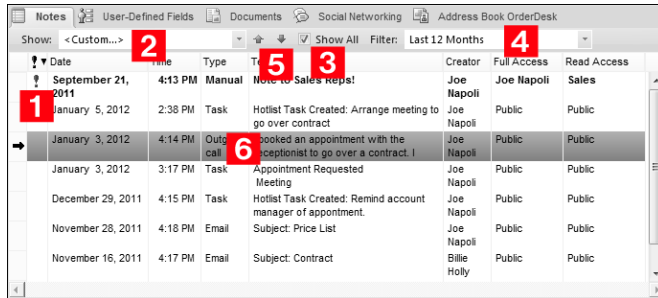 Notes User-Defined Fields Documents Social Networking Address Book OrderDesk
Show: <Custom...> Show All Filter: Last 12 Months
2 5 3 4
! Date Type Creator Full Access Read Access
! September 21, 2011 4:13 PM Manual Note to Sales Reps! Joe Napoli Joe Napoli Sales
1
January 5, 2012 2:38 PM Task Hotlist Task Created: Arrange meeting to go over contract Joe Napoli Public Public
January 3, 2012 4:14 PM call booked an appointment with the receptionist to go over a contract. I Joe Napoli Public Public
6
January 3, 2012 3:17 PM Task Appointment Requested Meeting Joe Napoli Public Public
December 29, 2011 4:15 PM Task Hotlist Task Created: Remind account manager of appontment. Joe Napoli Public Public
November 28, 2011 4:18 PM Email Subject: Price List Joe Napoli Public Public
November 16, 2011 4:17 PM Email Subject: Contract Billie Holly Public Public